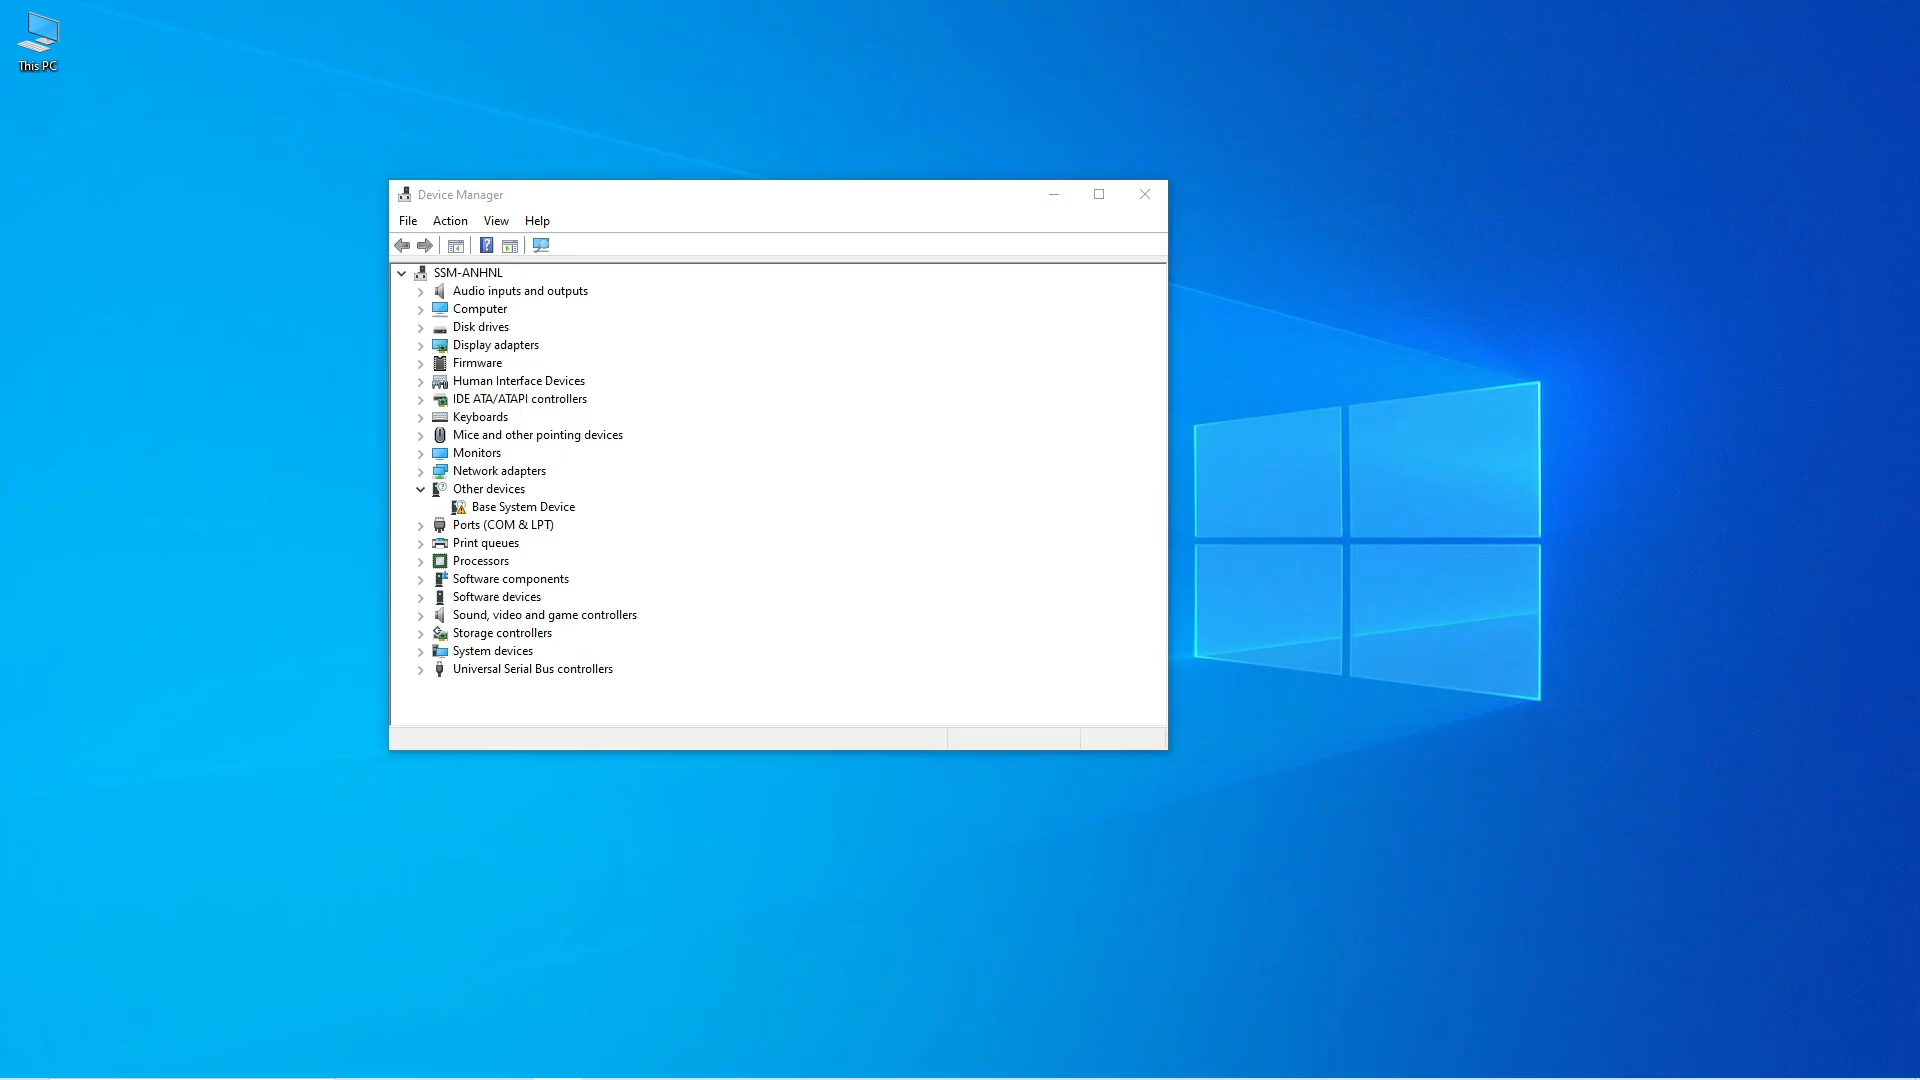 This PC
Device Manager
File Action View Help
SSM-ANHNL
Audio inputs and outputs
Computer
Disk drives
Display adapters
Firmware
Human Interface Devices
IDE ATA/ATAPI controllers
Keyboards
Mice and other pointing devices
Monitors
Network adapters
Other devices
Base System Device
Ports (COM & LPT)
Print queues
Processors
Software components
Software devices
Sound, video and game controllers
Storage controllers
System devices
Universal Serial Bus controllers